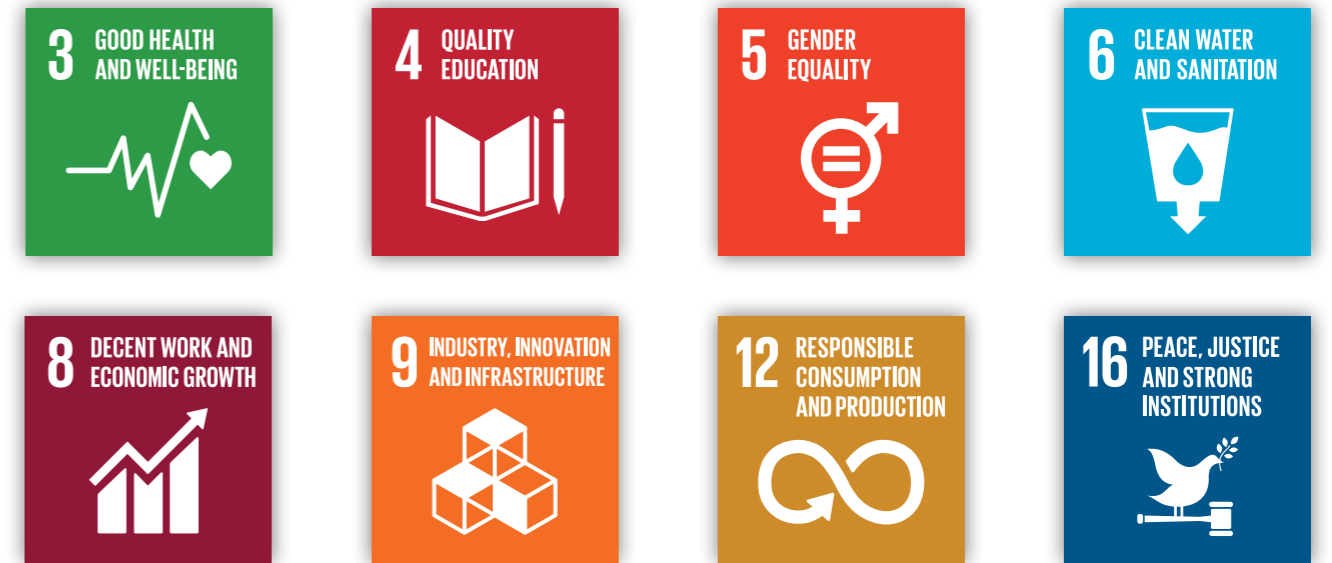 3 GOOD HEALTH
AND WELL-BEING
4 QUALITY
EDUCATION
5 GENDER
EQUALITY
6 CLEAN WATER
AND SANITATION
8 DECENT WORK AND
ECONOMIC GROWTH
9 INDUSTRY, INNOVATION
AND INFRASTRUCTURE
12 RESPONSIBLE
CONSUMPTION
AND PRODUCTION
16 PEACE, JUSTICE
AND STRONG
INSTITUTIONS